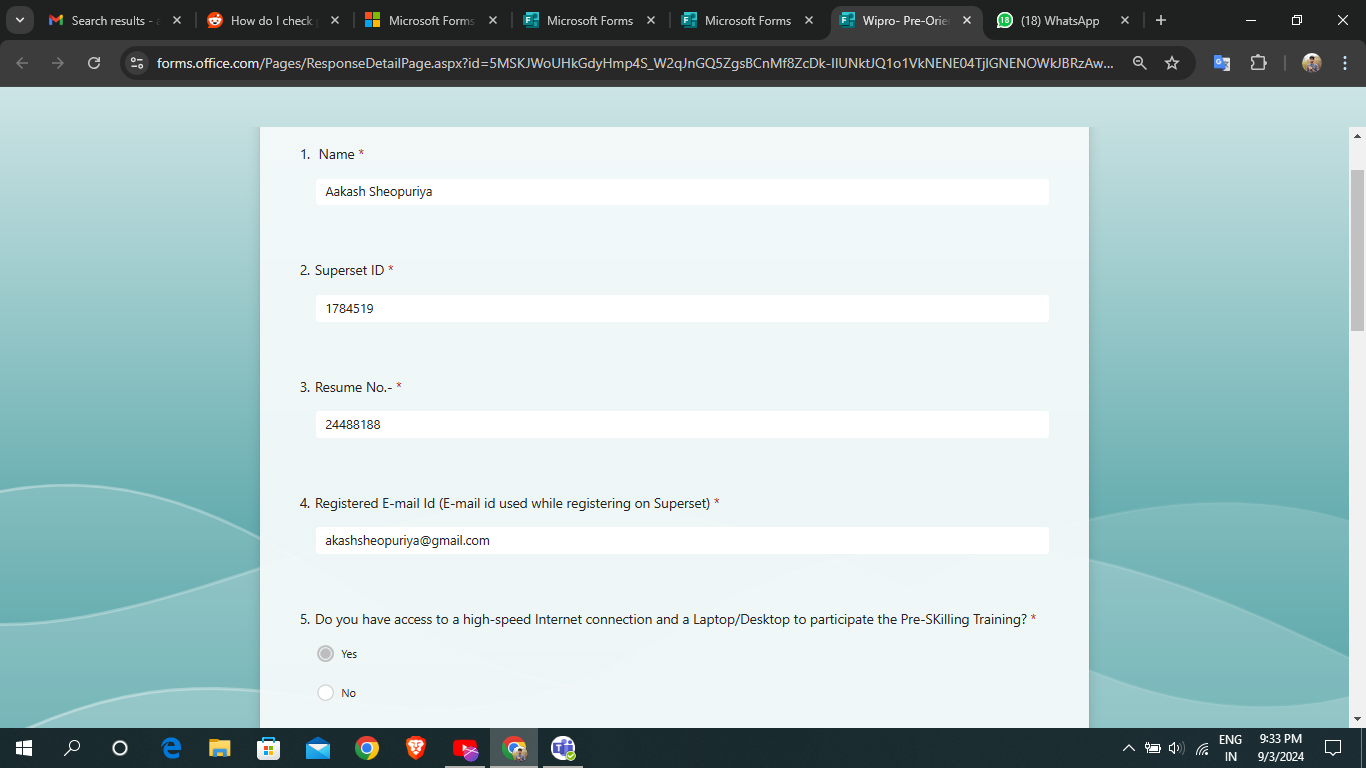 Search results - a
How do I check
Microsoft Forms
Microsoft Forms
Microsoft Forms
Wipro- Pre-Orie
18
(18) WhatsApp
forms.office.com/Pages/ResponseDetailPage.aspx?id=5MSKJWoUHkGdyHmp4S_W2qJnGQ5ZgsBCnMf8ZcDk-IlUNktJQ1o1VkNENE04TjlGNENOWkJBRzAw...
1. Name *
Aakash Sheopuriya
2. Superset ID *
1784519
3. Resume No.- *
24488188
4. Registered E-mail Id (E-mail id used while registering on Superset) *
akashsheopuriya@gmail.com
5. Do you have access to a high-speed Internet connection and a Laptop/Desktop to participate the Pre-SKilling Training? *
Yes
No
ENG
IN
9:33 PM
9/3/2024